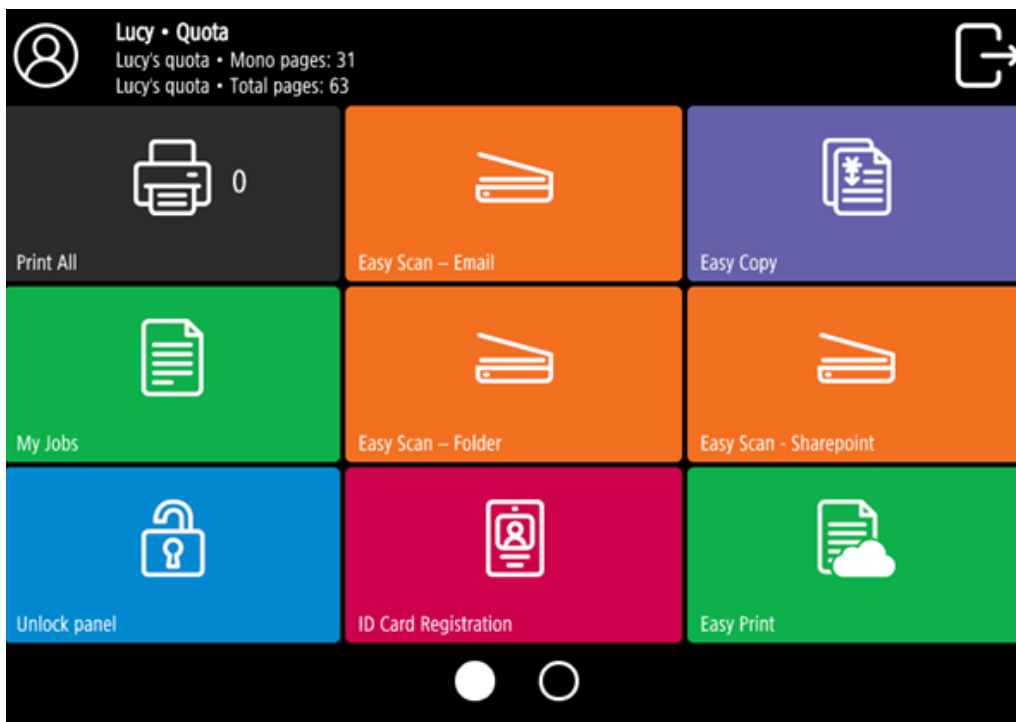 Lucy • Quota
Lucy's quota • Mono pages: 31
Lucy's quota • Total pages: 63
0
Print All
Easy Scan – Email
Easy Copy
My Jobs
Easy Scan – Folder
Easy Scan - Sharepoint
Unlock panel
ID Card Registration
Easy Print